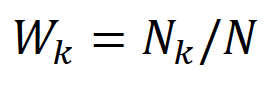 W_k = N_k/N